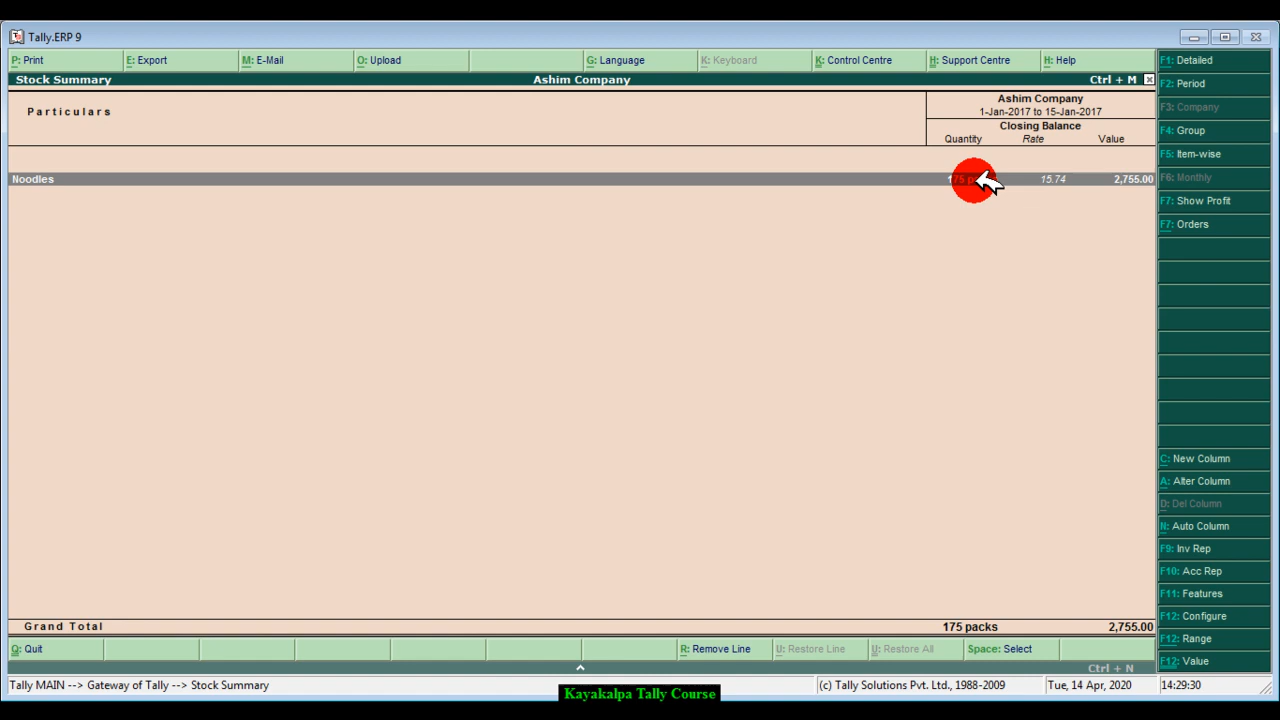 Tally.ERP 9
P: Print E: Export M: E-Mail O: Upload G: Language K: Keyboard K: Control Centre H: Support Centre H: Help
Stock Summary Ashim Company Ctrl + M
Particulars
Ashim Company
1-Jan-2017 to 15-Jan-2017
Closing Balance
Quantity Rate Value
Noodles 175 15.74 2,755.00
Grand Total 175 packs 2,755.00
Q: Quit R: Remove Line U: Restore Line U: Restore All Space: Select
Ctrl + N
Tally MAIN --> Gateway of Tally --> Stock Summary (c) Tally Solutions Pvt. Ltd., 1988-2009 Tue, 14 Apr, 2020 14:29:30
Kayakalpa Tally Course
F1: Detailed
F2: Period
F3: Company
F4: Group
F5: Item-wise
F6: Monthly
F7: Show Profit
F7: Orders
C: New Column
A: Alter Column
D: Del Column
N: Auto Column
F9: Inv Rep
F10: Acc Rep
F11: Features
F12: Configure
F12: Range
F12: Value